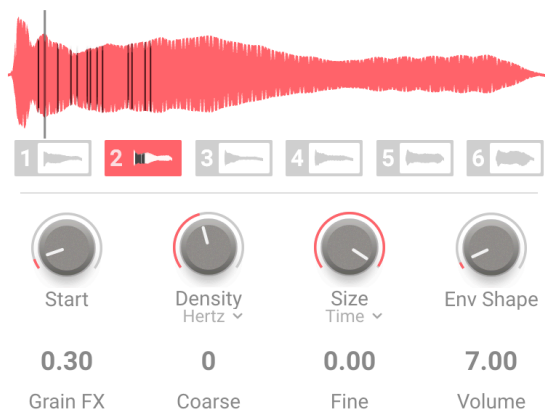 1 2 3 4 5 6
Start Density Size Env Shape
Hertz Time
0.30 0 0.00 7.00
Grain FX Coarse Fine Volume